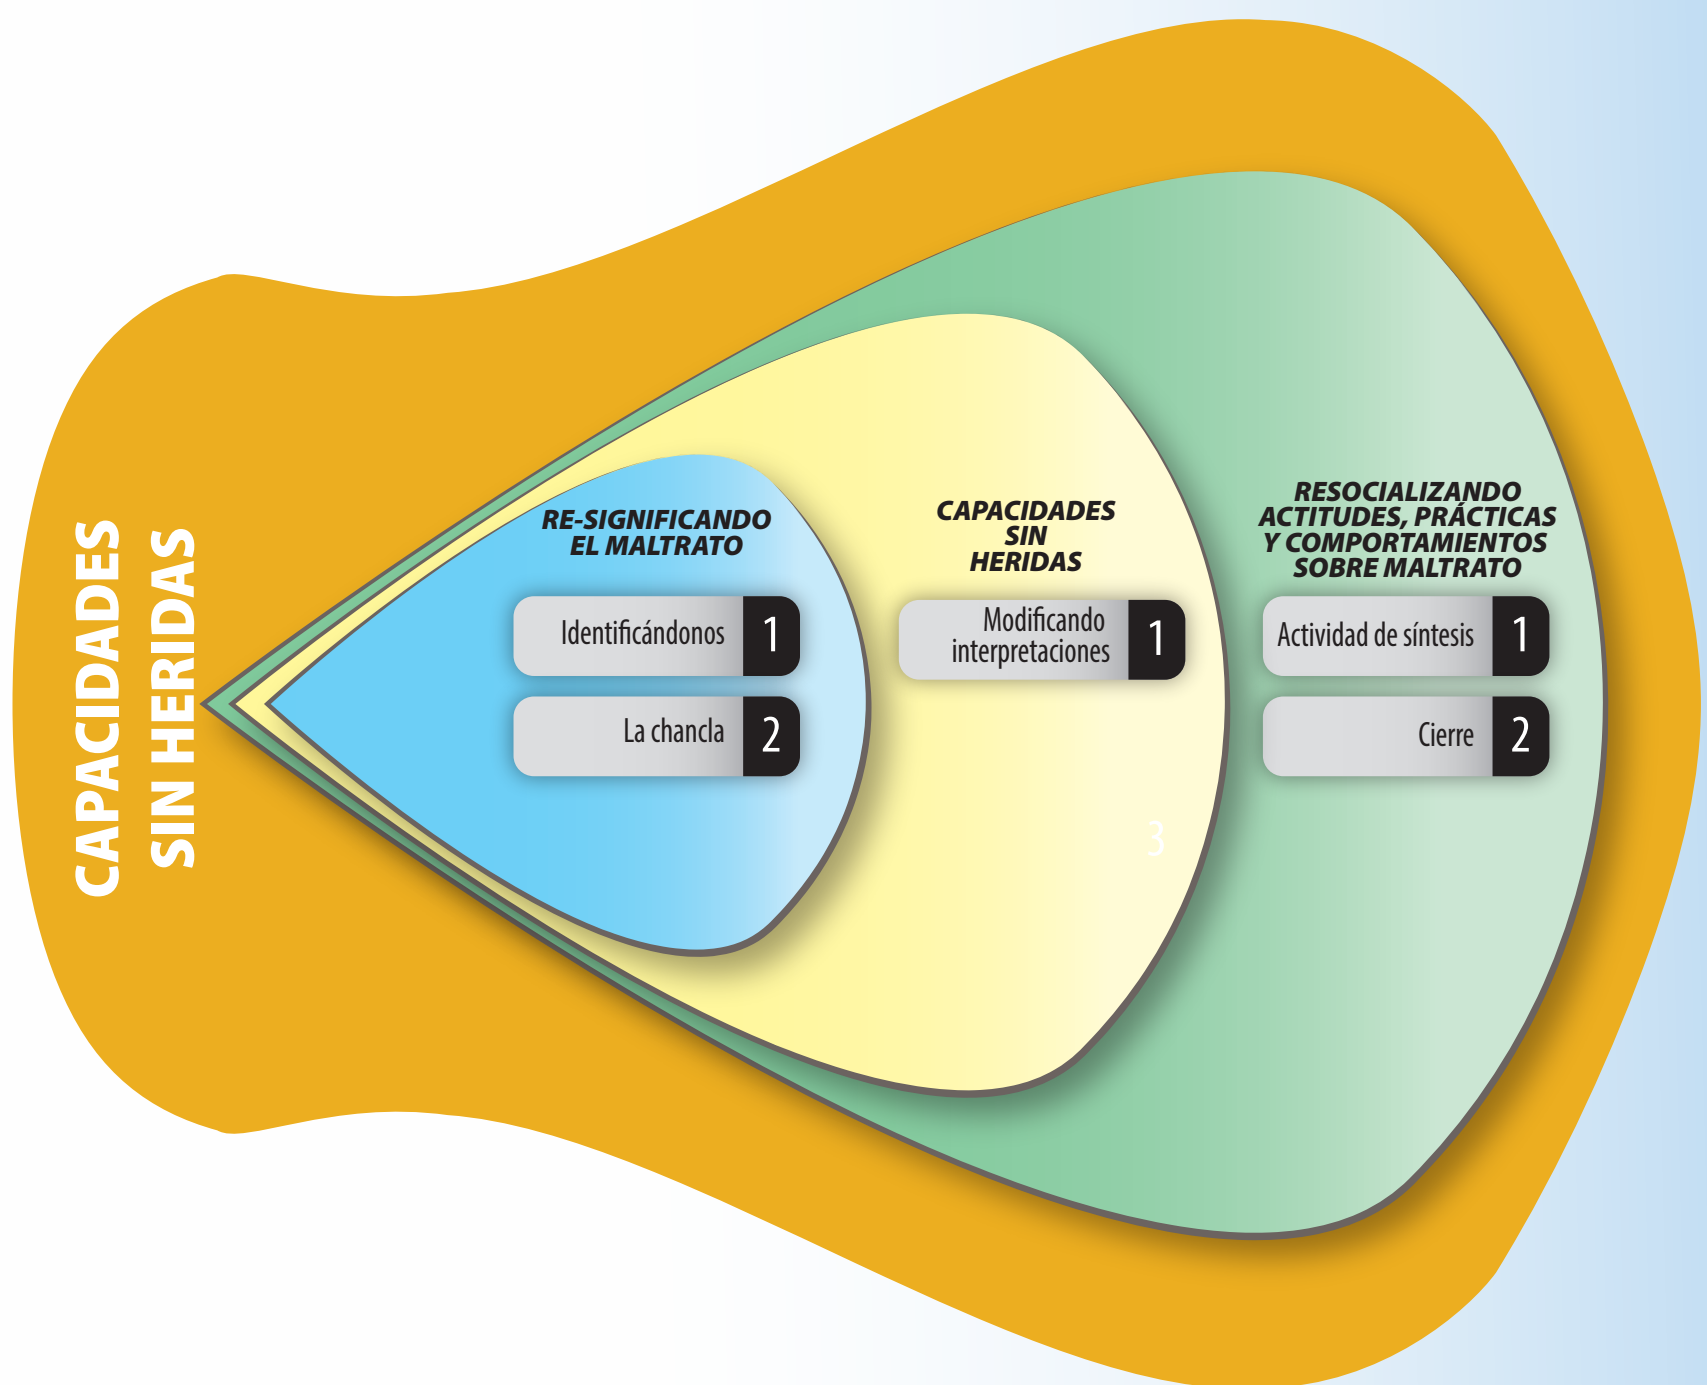 CAPACIDADES
SIN HERIDAS
RE-SIGNIFICANDO
EL MALTRATO
Identificándonos 1
La chancla 2
CAPACIDADES
SIN
HERIDAS
Modificando
interpretaciones 1
3
RESOCIALIZANDO
ACTITUDES, PRÁCTICAS
Y COMPORTAMIENTOS
SOBRE MALTRATO
Actividad de síntesis 1
Cierre 2